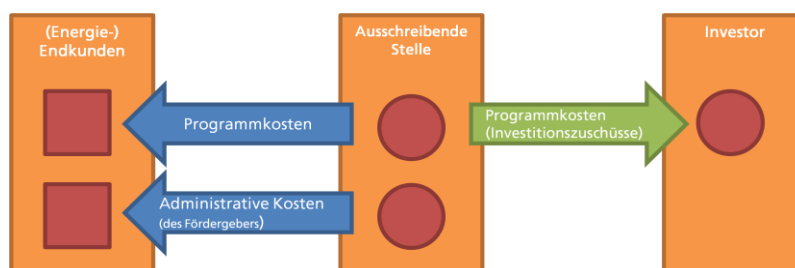 (Energie-)
Endkunden
Ausschreibende
Stelle
Investor
Programmkosten
Programmkosten
(Investitionszuschüsse)
Administrative Kosten
(des Fördergebers)